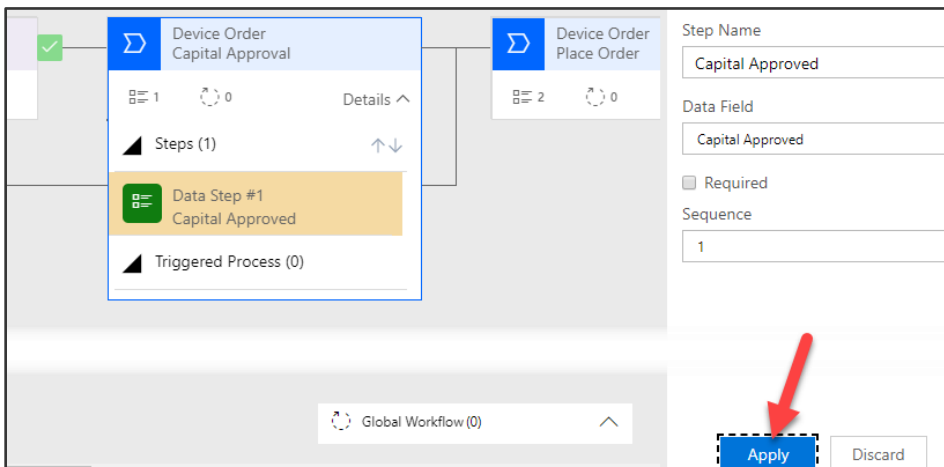 Device Order
Capital Approval
1
0
Details
Steps (1)
Data Step #1
Capital Approved
Triggered Process (0)
Device Order
Place Order
2
0
Global Workflow (0)
Step Name
Capital Approved
Data Field
Capital Approved
Required
Sequence
1
Apply
Discard